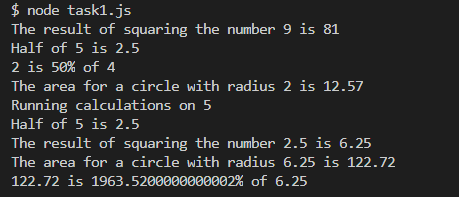 $ node task1.js
The result of squaring the number 9 is 81
Half of 5 is 2.5
2 is 50% of 4
The area for a circle with radius 2 is 12.57
Running calculations on 5
Half of 5 is 2.5
The result of squaring the number 2.5 is 6.25
The area for a circle with radius 6.25 is 122.72
122.72 is 1963.5200000000002% of 6.25